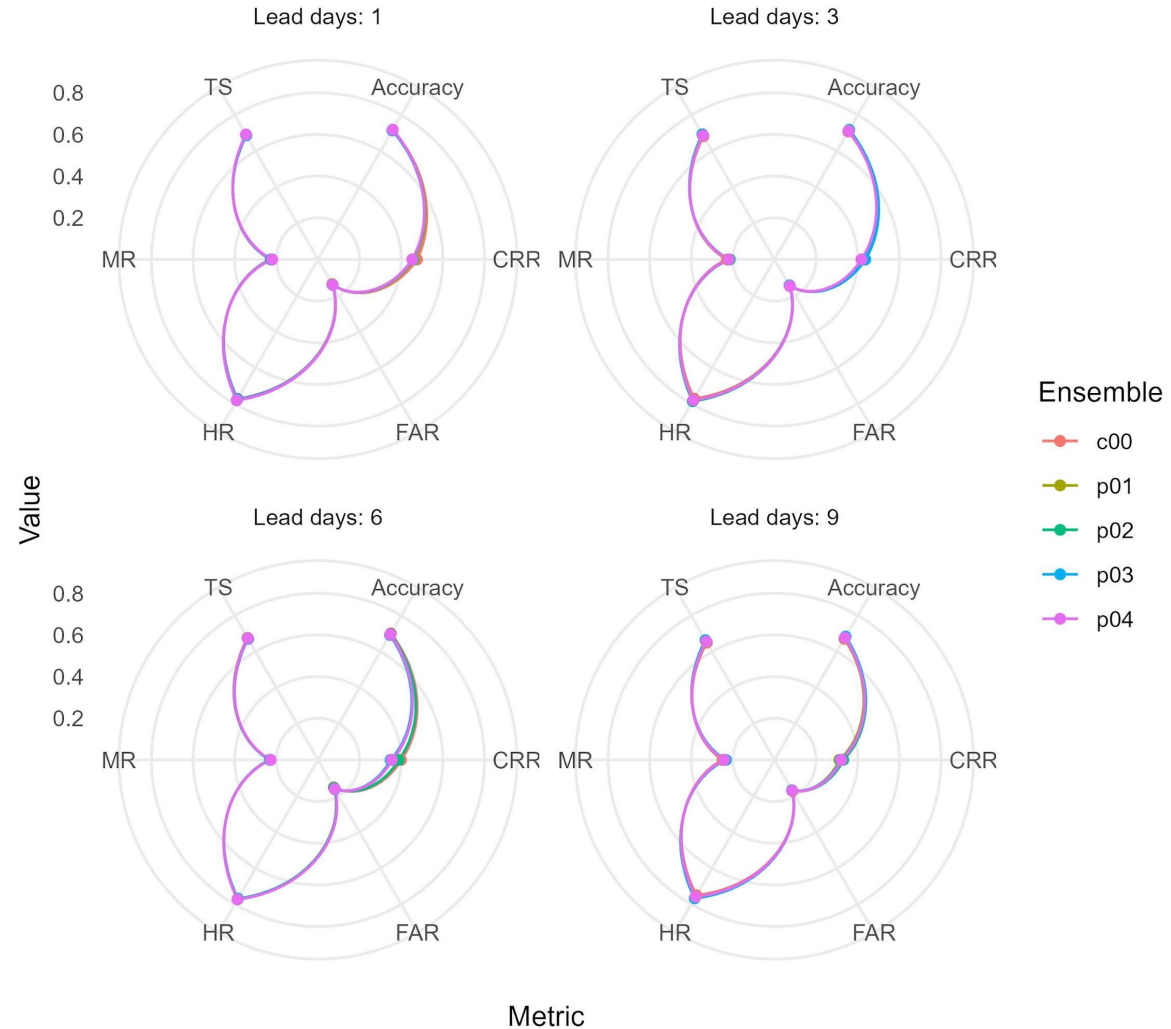 Lead days: 1
Lead days: 3
TS
Accuracy
TS
Accuracy
0.8
0.6
0.4
0.2
MR
CRR
MR
CRR
HR
FAR
HR
FAR
Ensemble
c00
p01
p02
p03
p04
Value
Lead days: 6
Lead days: 9
TS
Accuracy
TS
Accuracy
0.8
0.6
0.4
0.2
MR
CRR
MR
CRR
HR
FAR
HR
FAR
Metric